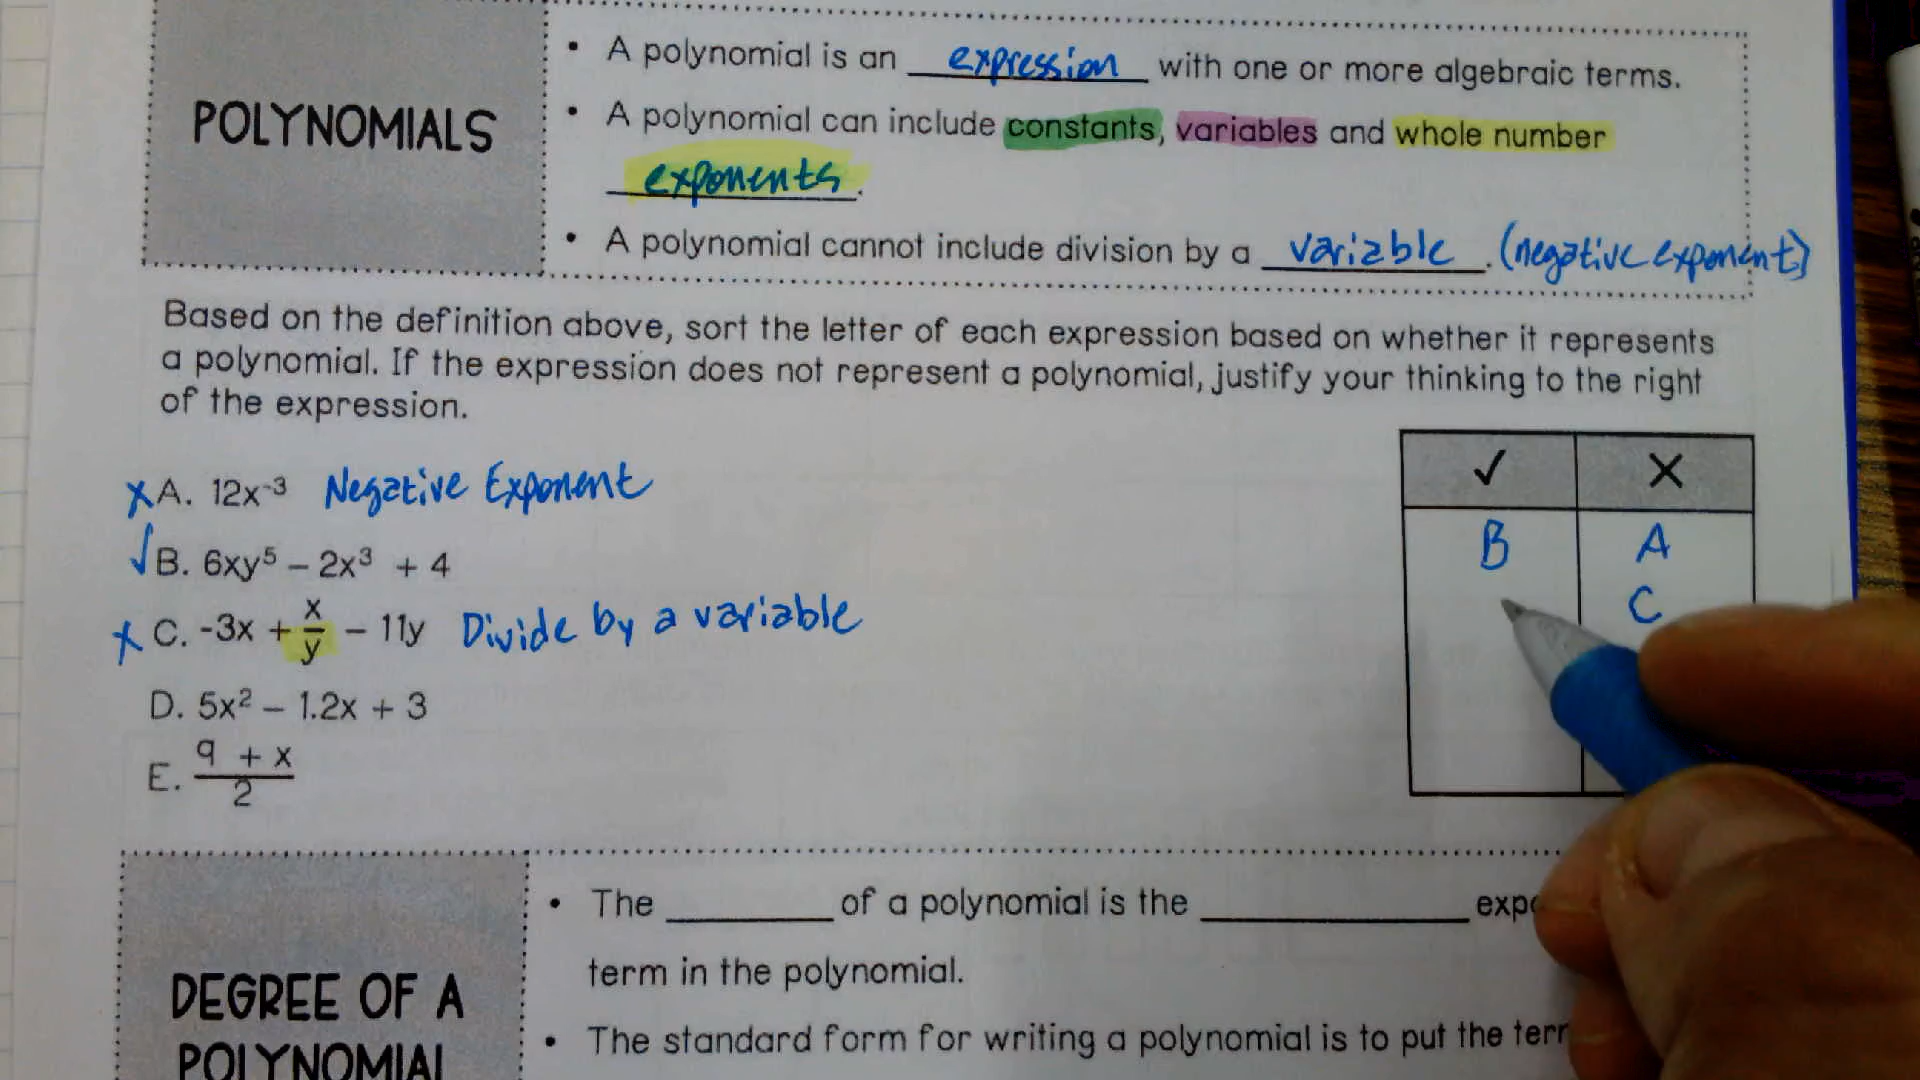 POLYNOMIALS
• A polynomial is an expression with one or more algebraic terms.
• A polynomial can include constants, variables and whole number
exponents.
• A polynomial cannot include division by a variable. (negative exponent)
Based on the definition above, sort the letter of each expression based on whether it represents
a polynomial. If the expression does not represent a polynomial, justify your thinking to the right
of the expression.
✓ X
B A
C
X A. 12x⁻³ Negative Exponent
✓ B. 6xy⁵ – 2x³ + 4
X C. -3x + x/y – 11y Divide by a variable
D. 5x² – 1.2x + 3
E. 9 + x
2
DEGREE OF A
POLYNOMIAL
• The ________ of a polynomial is the ____________
term in the polynomial.
• The standard form for writing a polynomial is to put the